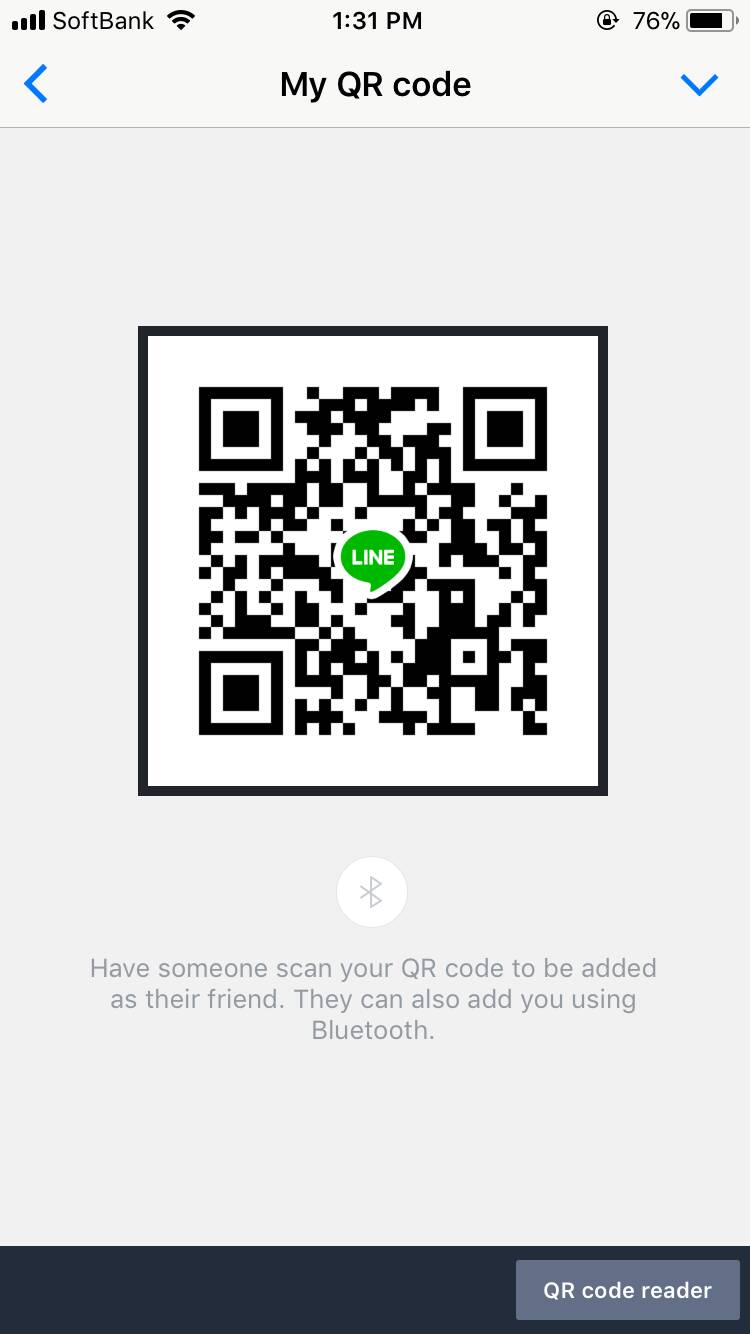 SoftBank 1:31 PM 76%
My QR code
LINE
Have someone scan your QR code to be added
as their friend. They can also add you using
Bluetooth.
QR code reader